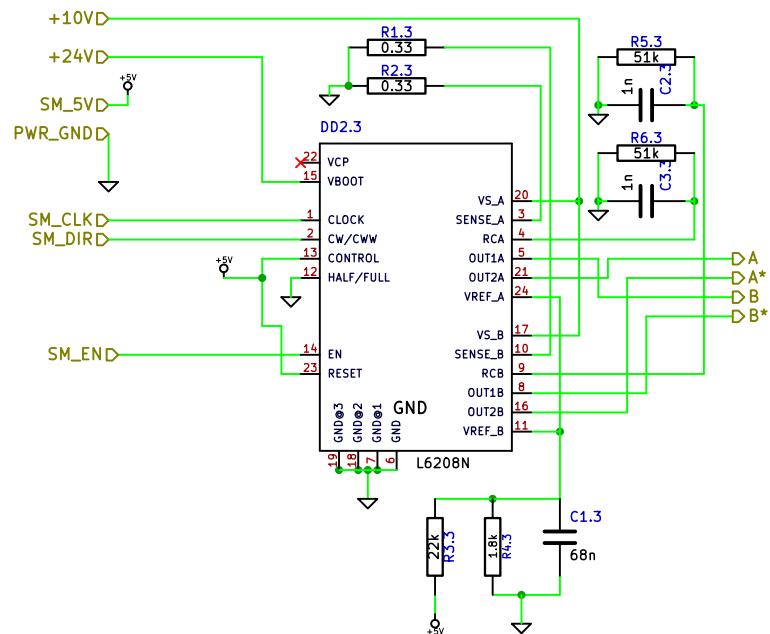 +10V
+24V
SM_5V
+5V
PWR_GND
SM_CLK
SM_DIR
+5V
SM_EN
R1.3
0.33
R2.3
0.33
R5.3
51k
1n
C2.3
R6.3
51k
1n
C3.3
DD2.3
22 VCP
15 VBOOT
1 CLOCK
2 CW/CWW
13 CONTROL
12 HALF/FULL
14 EN
23 RESET
VS_A 20
SENSE_A 3
RCA 4
OUT1A 5
OUT2A 21
VREF_A 24
VS_B 17
SENSE_B 10
RCB 9
OUT1B 8
OUT2B 16
VREF_B 11
GND@3 19
GND@2 18
GND@1 7
GND 6
GND
L6208N
A
A*
B
B*
22k
R3.3
1.8k
R4.3
C1.3
68n
+5V